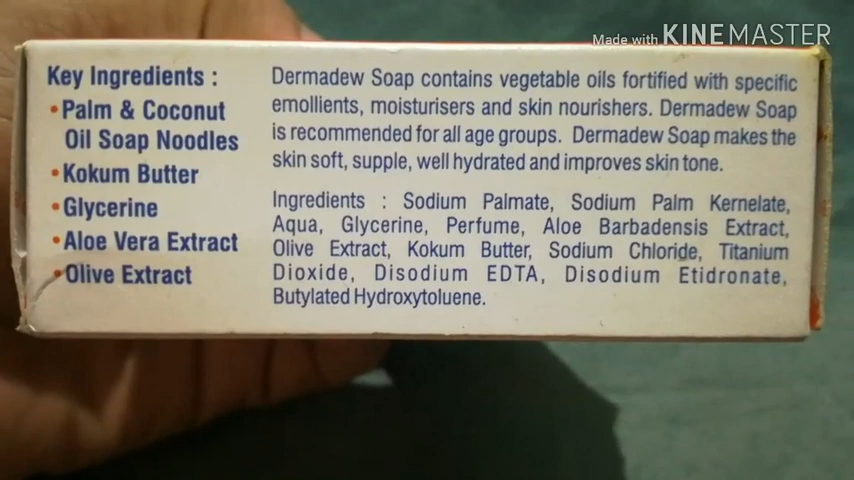 Made with KINEMASTER
Key Ingredients :
• Palm & Coconut
Oil Soap Noodles
• Kokum Butter
• Glycerine
• Aloe Vera Extract
• Olive Extract
Dermadew Soap contains vegetable oils fortified with specific
emollients, moisturisers and skin nourishers. Dermadew Soap
is recommended for all age groups. Dermadew Soap makes the
skin soft, supple, well hydrated and improves skin tone.
Ingredients : Sodium Palmate, Sodium Palm Kernelate,
Aqua, Glycerine, Perfume, Aloe Barbadensis Extract,
Olive Extract, Kokum Butter, Sodium Chloride, Titanium
Dioxide, Disodium EDTA, Disodium Etidronate,
Butylated Hydroxytoluene.